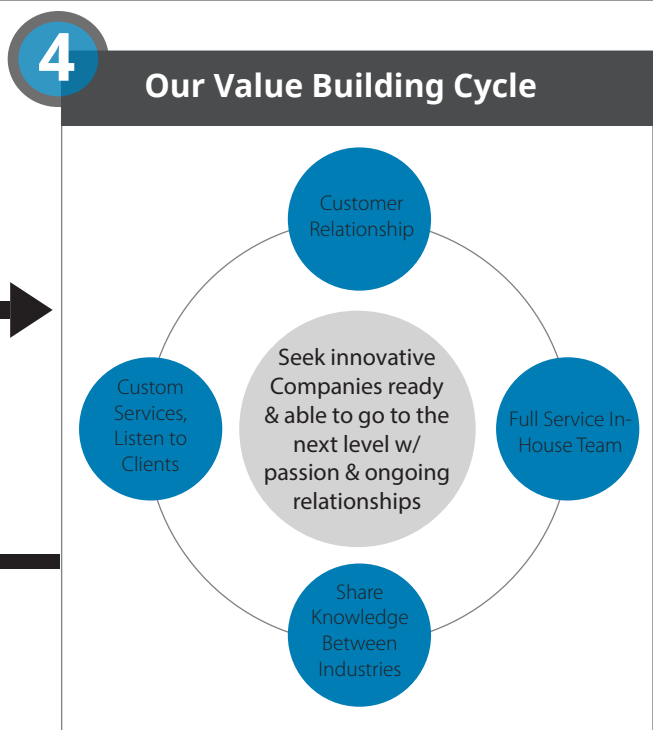 4
Our Value Building Cycle
Customer
Relationship
Seek innovative
Companies ready
& able to go to the
next level w/
passion & ongoing
relationships
Custom
Services,
Listen to
Clients
Full Service In-
House Team
Share
Knowledge
Between
Industries